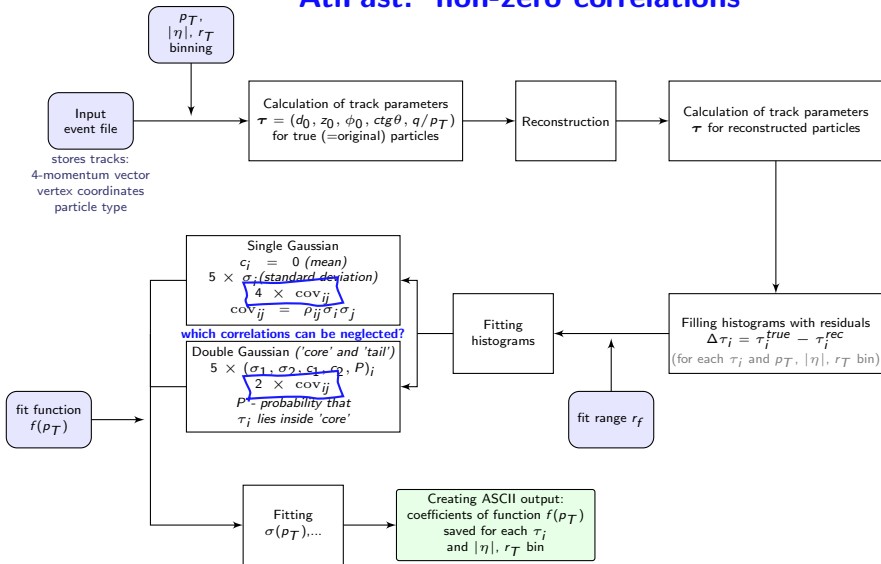 AtlFast: non-zero correlations
p_T,
|η|, r_T
binning
Input
event file
stores tracks:
4-momentum vector
vertex coordinates
particle type
Calculation of track parameters
τ = (d_0, z_0, ϕ_0, ctgθ, q/p_T)
for true (=original) particles
Reconstruction
Calculation of track parameters
τ for reconstructed particles
Single Gaussian
c_i = 0 (mean)
5 × σ_i (standard deviation)
4 × cov_ij
cov_ij = ρ_ij σ_i σ_j
which correlations can be neglected?
Double Gaussian ('core' and 'tail')
5 × (σ_1, σ_2, c_1, c_2, P)_i
2 × cov_ij
P - probability that
τ_i lies inside 'core'
Fitting
histograms
Filling histograms with residuals
Δτ_i = τ_i^true − τ_i^rec
(for each τ_i and p_T, |η|, r_T bin)
fit function
f(p_T)
fit range r_f
Fitting
σ(p_T),...
Creating ASCII output:
coefficients of function f(p_T)
saved for each τ_i
and |η|, r_T bin